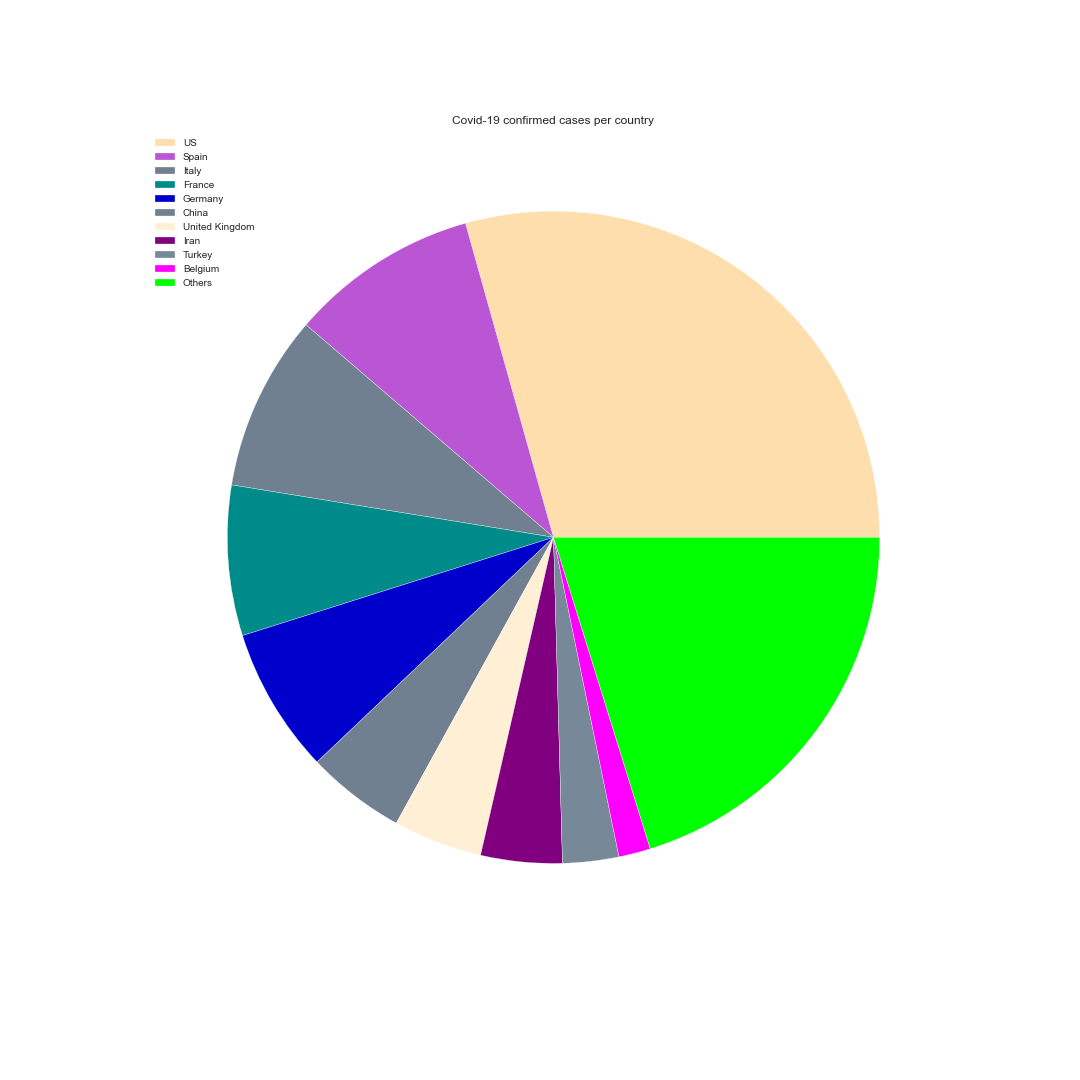 Covid-19 confirmed cases per country
US
Spain
Italy
France
Germany
China
United Kingdom
Iran
Turkey
Belgium
Others